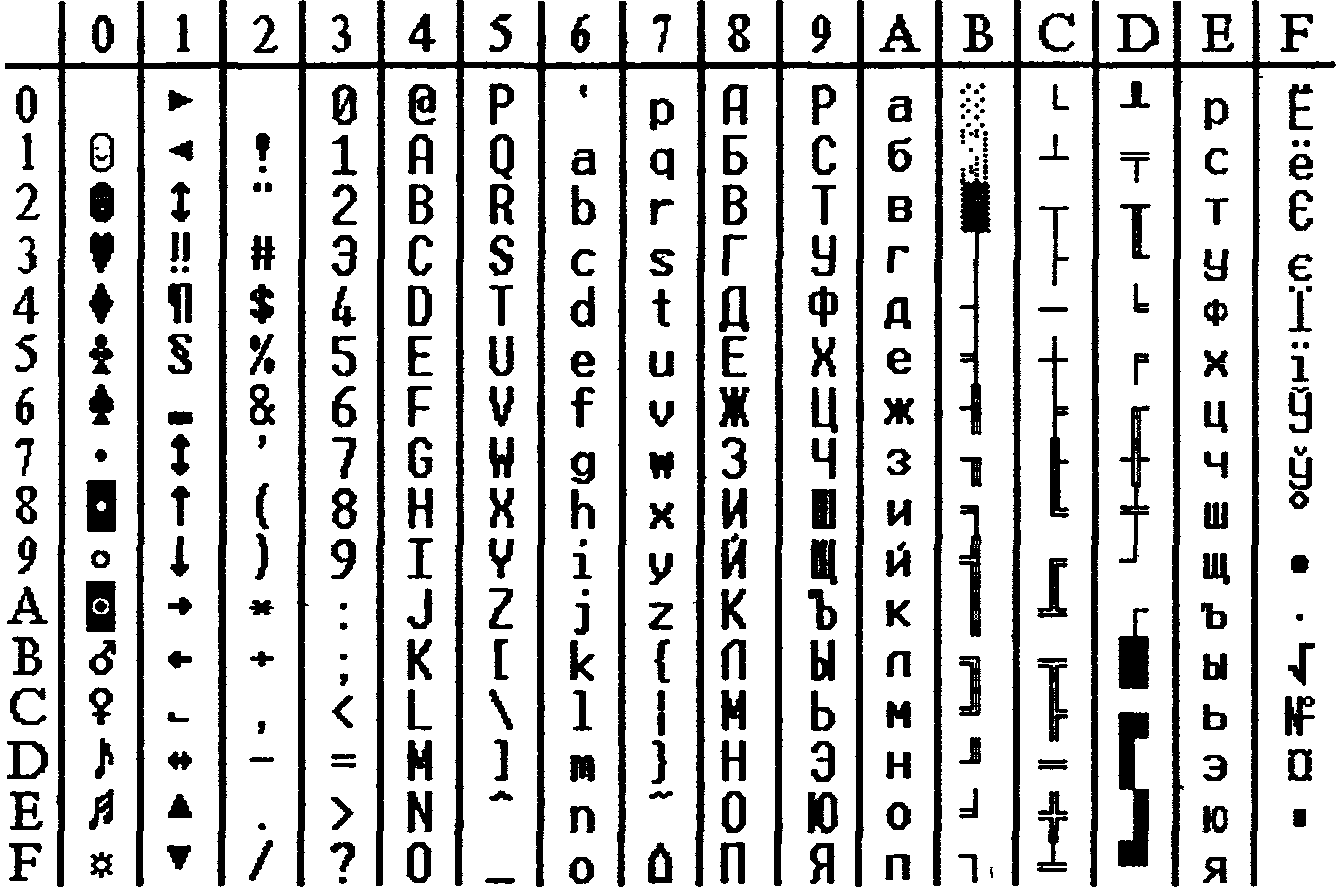 0 1 2 3 4 5 6 7 8 9 A B C D E F
0 ► 0 @ P ‘ p А Р а ░ └ ╨ р Ё
1 ☺ ◄ ! 1 A Q a q Б С б ▒ ┴ ╤ с ё
2 ☻ ↕ " 2 B R b r В Т в ▓ ┬ ╥ т Є
3 ♥ ‼ # 3 C S c s Г У г │ ├ ╙ у є
4 ♦ ¶ $ 4 D T d t Д Ф д ┤ ─ ╘ ф Ї
5 ♣ § % 5 E U e u Е Х е ╡ ┼ ╒ х ї
6 ♠ ▬ & 6 F V f v Ж Ц ж ╢ ╞ ╓ ц Ў
7 • ↨ ’ 7 G W g w З Ч з ╖ ╟ ╫ ч ў
8 ◘ ↑ ( 8 H X h x И Ш и ╕ ╚ ╪ ш °
9 ○ ↓ ) 9 I Y i y Й Щ й ╣ ╔ ┘ щ ∙
A ◙ → * : J Z j z К Ъ к ║ ╩ ┌ ъ ·
B ♂ ← + ; K [ k { Л Ы л ╗ ╦ █ ы √
C ♀ ∟ , < L \ l | М Ь м ╝ ╠ ▄ ь №
D ♪ ↔ - = M ] m } Н Э н ╜ ═ ▌ э ¤
E ♫ ▲ . > N ^ n ~ О Ю о ╛ ╬ ▐ ю ■
F ☼ ▼ / ? O _ o ⌂ П Я п ┐ ╧ ▀ я